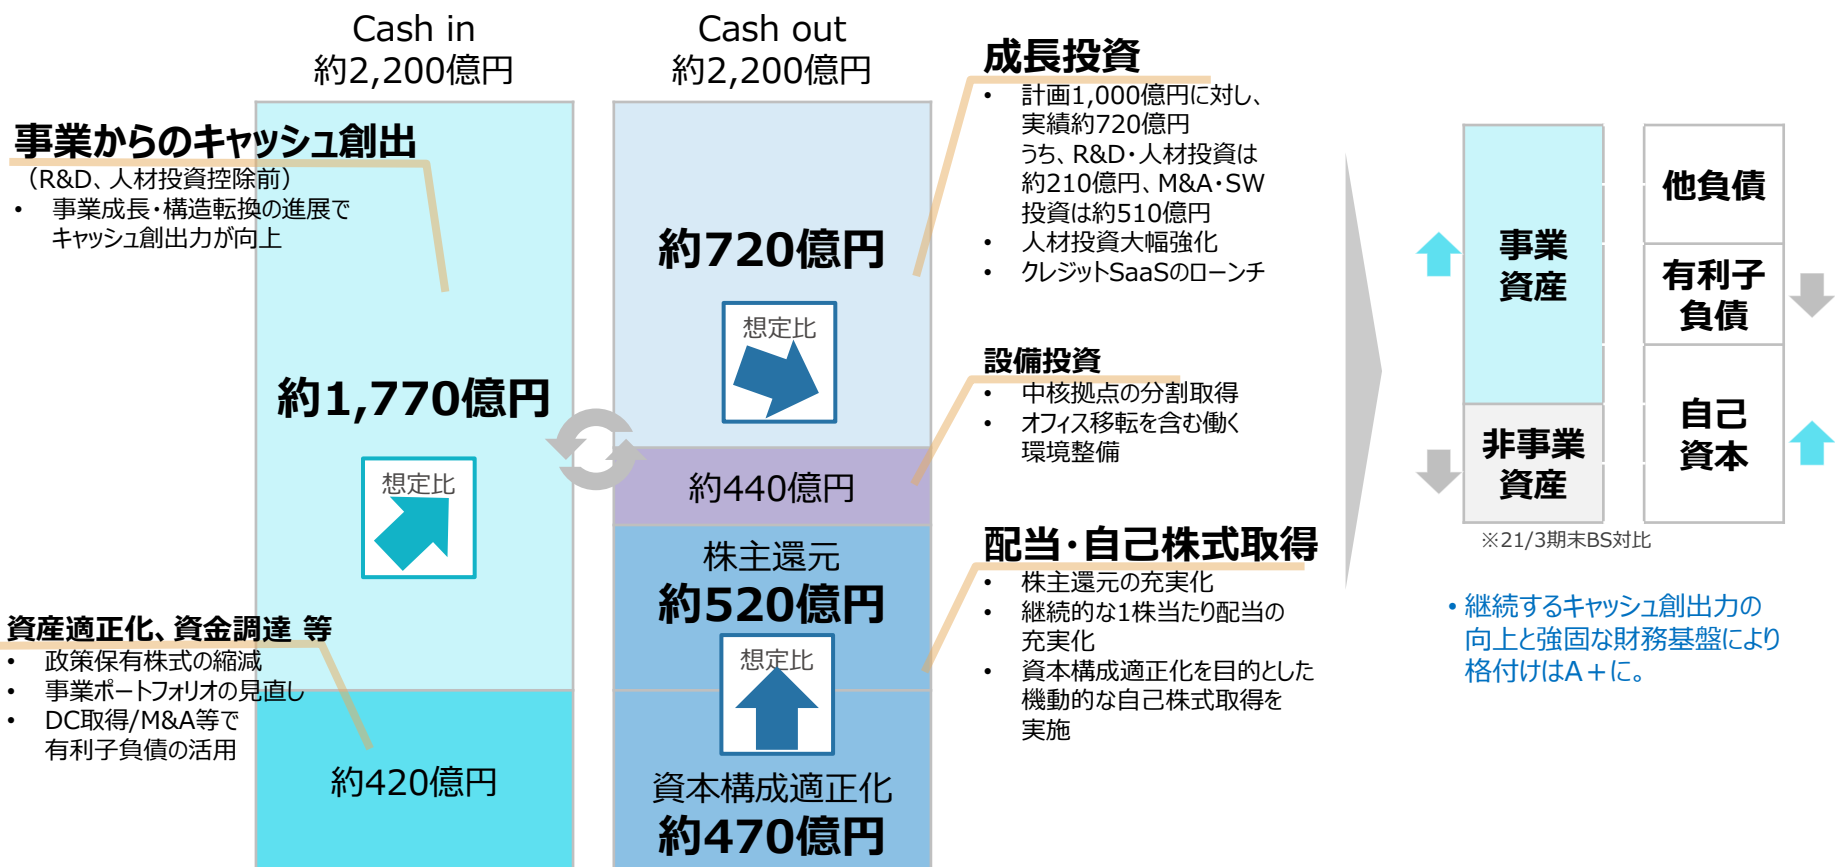 Cash in
約2,200億円
Cash out
約2,200億円
事業からのキャッシュ創出
（R&D、人材投資控除前）
• 事業成長・構造転換の進展で
キャッシュ創出力が向上
約1,770億円
想定比
資産適正化、資金調達 等
• 政策保有株式の縮減
• 事業ポートフォリオの見直し
• DC取得/M&A等で
有利子負債の活用
約420億円
約720億円
想定比
約440億円
株主還元
約520億円
想定比
資本構成適正化
約470億円
成長投資
• 計画1,000億円に対し、
実績約720億円
うち、R&D・人材投資は
約210億円、M&A・SW
投資は約510億円
• 人材投資大幅強化
• クレジットSaaSのローンチ
設備投資
• 中核拠点の分割取得
• オフィス移転を含む働く
環境整備
配当・自己株式取得
• 株主還元の充実化
• 継続的な1株当たり配当の
充実化
• 資本構成適正化を目的とした
機動的な自己株式取得を
実施
事業
資産
非事業
資産
他負債
有利子
負債
自己
資本
※21/3期末BS対比
• 継続するキャッシュ創出力の
向上と強固な財務基盤により
格付けはA＋に。